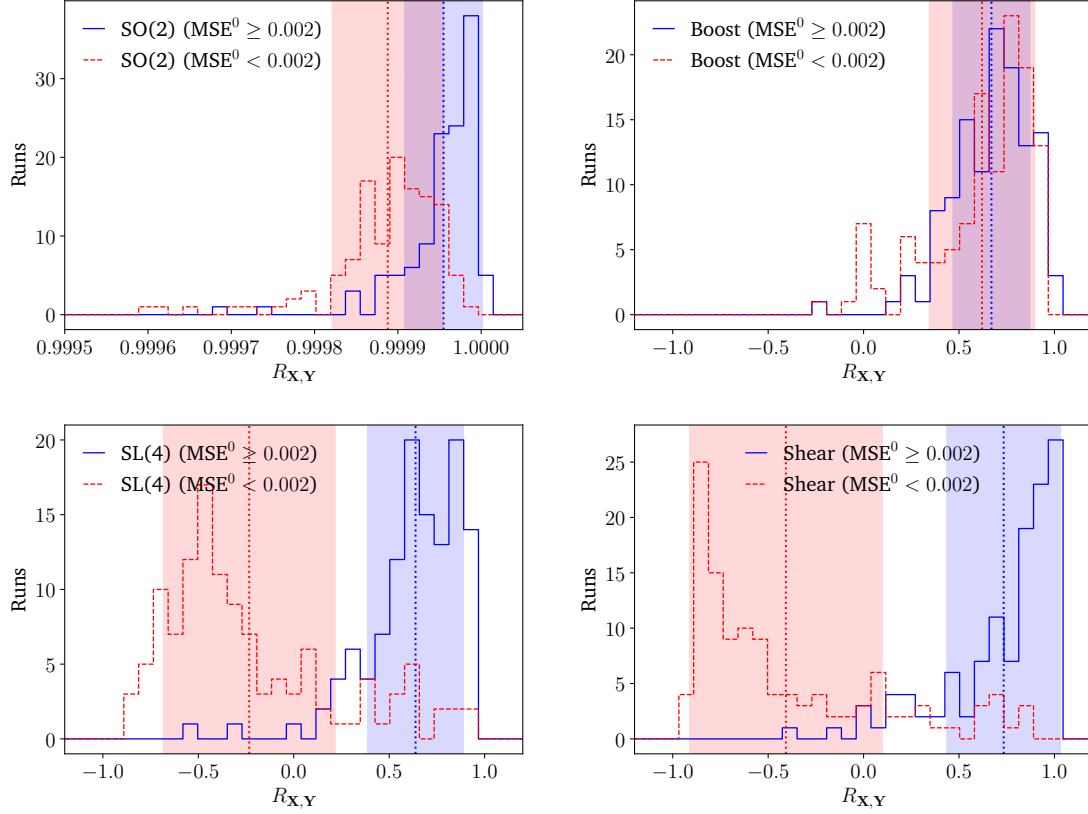 SO(2) (MSE⁰ ≥ 0.002)
SO(2) (MSE⁰ < 0.002)
Runs
30
20
10
0
0.9995 0.9996 0.9997 0.9998 0.9999 1.0000
R_X,Y
Boost (MSE⁰ ≥ 0.002)
Boost (MSE⁰ < 0.002)
Runs
20
15
10
5
0
−1.0 −0.5 0.0 0.5 1.0
R_X,Y
SL(4) (MSE⁰ ≥ 0.002)
SL(4) (MSE⁰ < 0.002)
Runs
20
15
10
5
0
−1.0 −0.5 0.0 0.5 1.0
R_X,Y
Shear (MSE⁰ ≥ 0.002)
Shear (MSE⁰ < 0.002)
Runs
25
20
15
10
5
0
−1.0 −0.5 0.0 0.5 1.0
R_X,Y